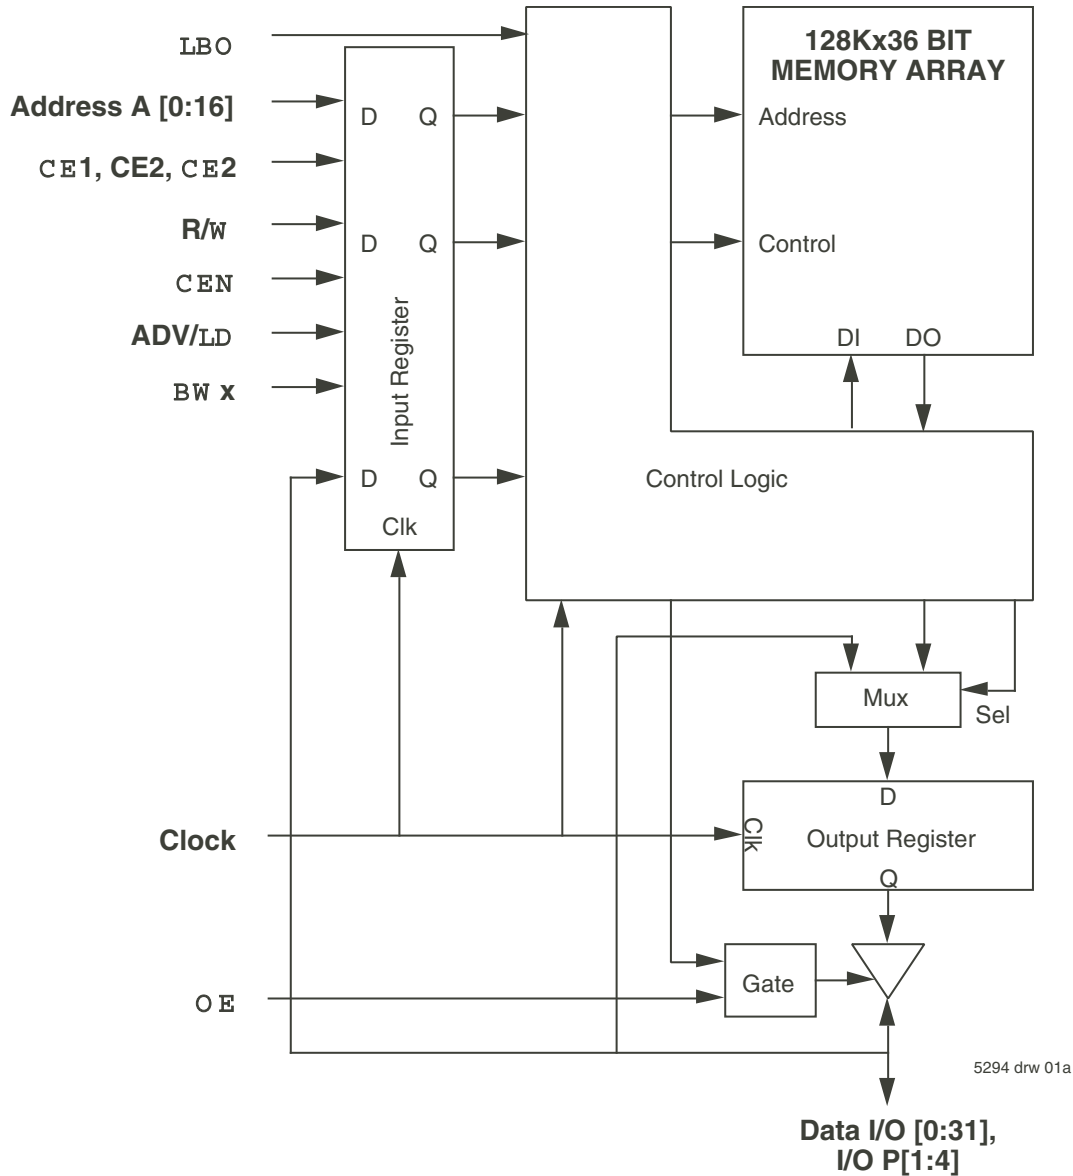 LBO
128Kx36 BIT
MEMORY ARRAY
Address A [0:16]
D Q
Address
CE1, CE2, CE2
R/W
D Q
Control
CEN
ADV/LD
DI DO
BW x
Input Register
D Q
Control Logic
Clk
Mux
Sel
D
Clock
Clk
Output Register
Q
Gate
OE
5294 drw 01a
Data I/O [0:31],
I/O P[1:4]